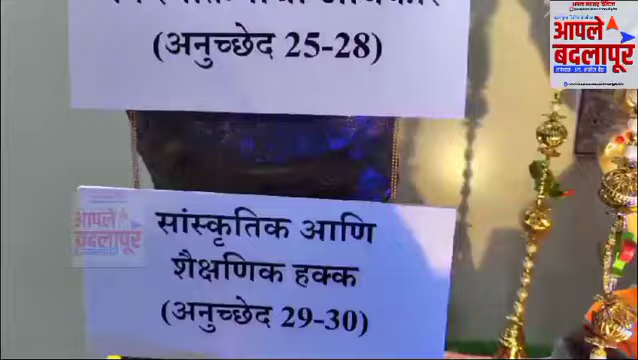 (अनुच्छेद 25-28)
सांस्कृतिक आणि
शैक्षणिक हक्क
(अनुच्छेद 29-30)
आपले
बदलापूर
आपले
बदलापूर